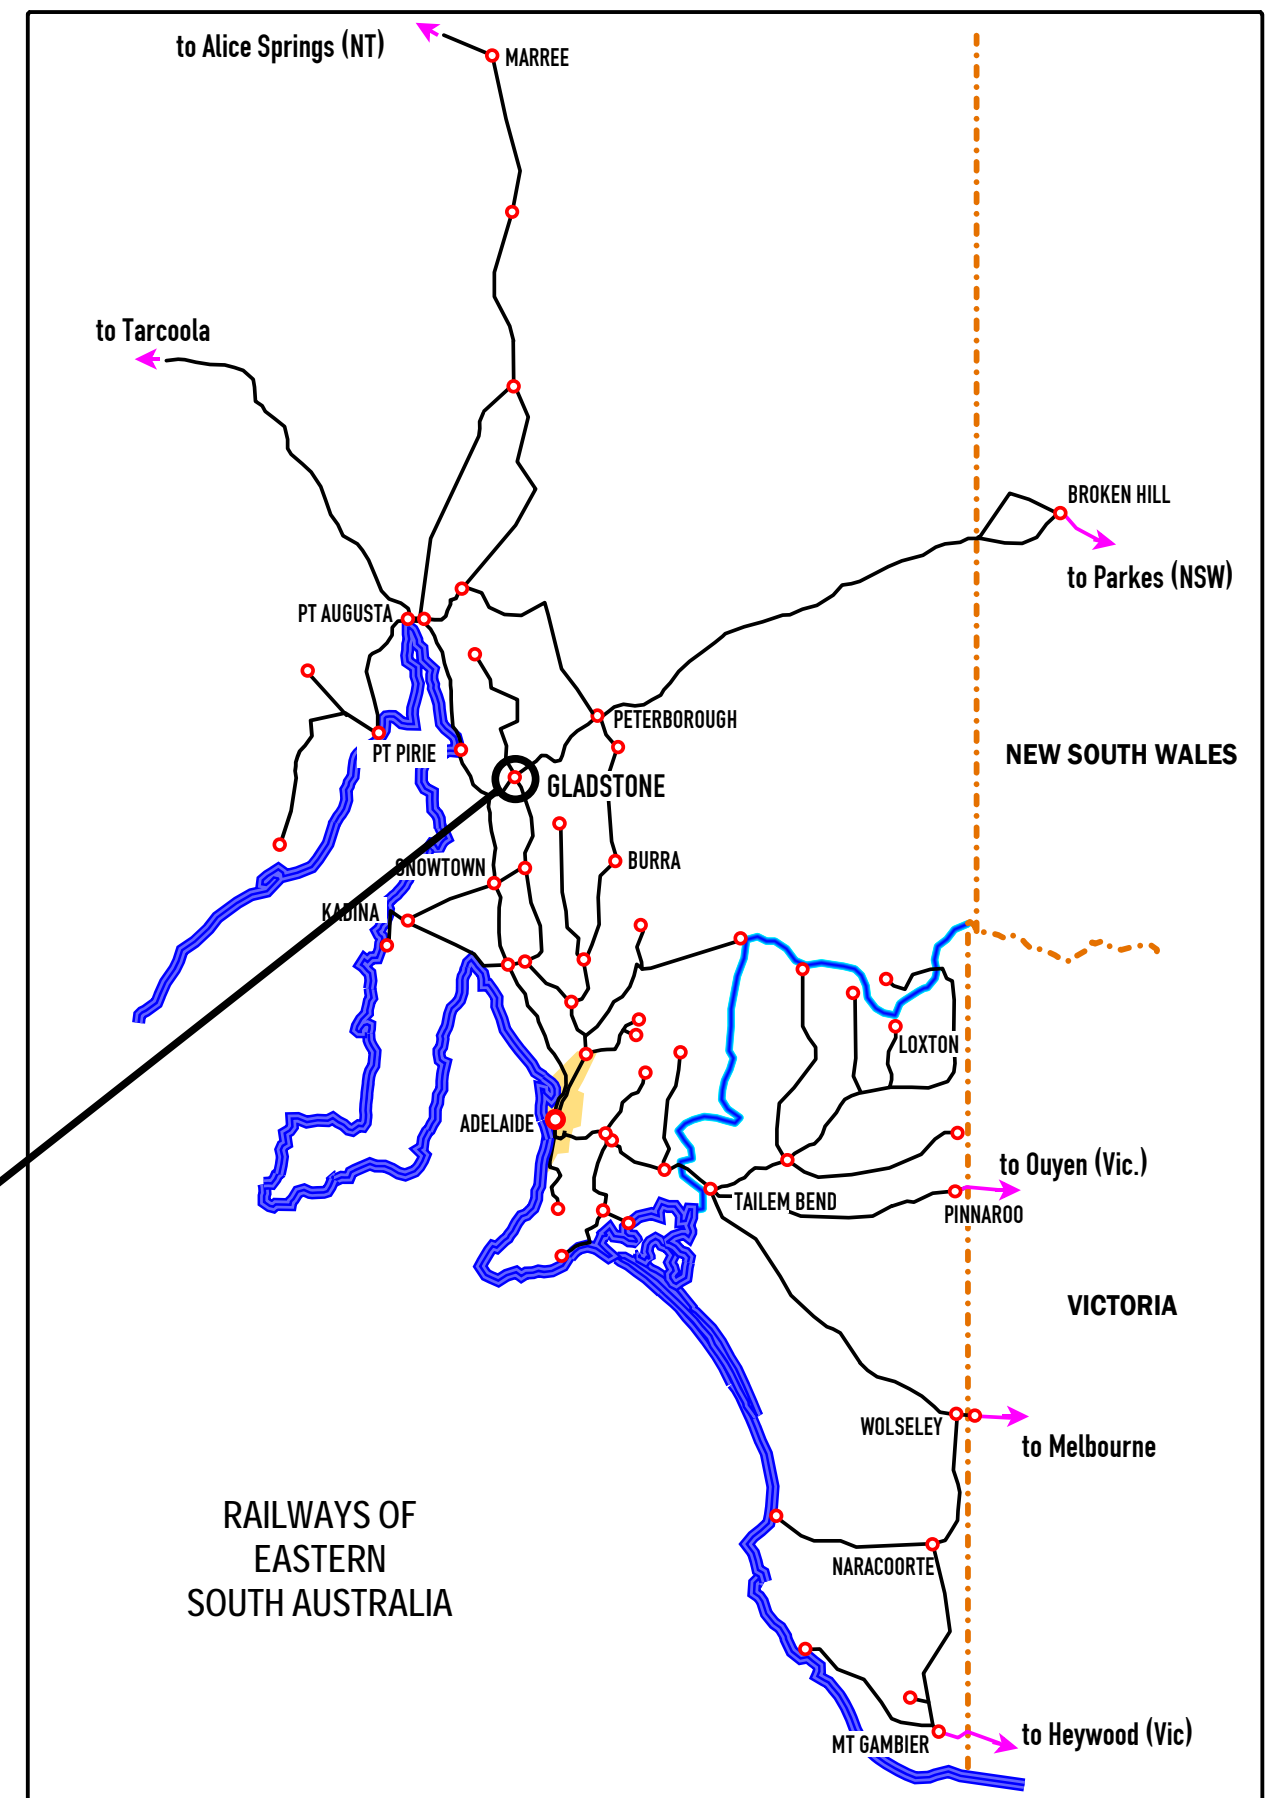 to Alice Springs (NT)
MARREE
to Tarcoola
BROKEN HILL
to Parkes (NSW)
PT AUGUSTA
PETERBOROUGH
PT PIRIE
NEW SOUTH WALES
GLADSTONE
SNOWTOWN
BURRA
KADINA
LOXTON
ADELAIDE
to Ouyen (Vic.)
TAILEM BEND
PINNAROO
VICTORIA
WOLSELEY
to Melbourne
RAILWAYS OF
EASTERN
SOUTH AUSTRALIA
NARACOORTE
to Heywood (Vic)
MT GAMBIER